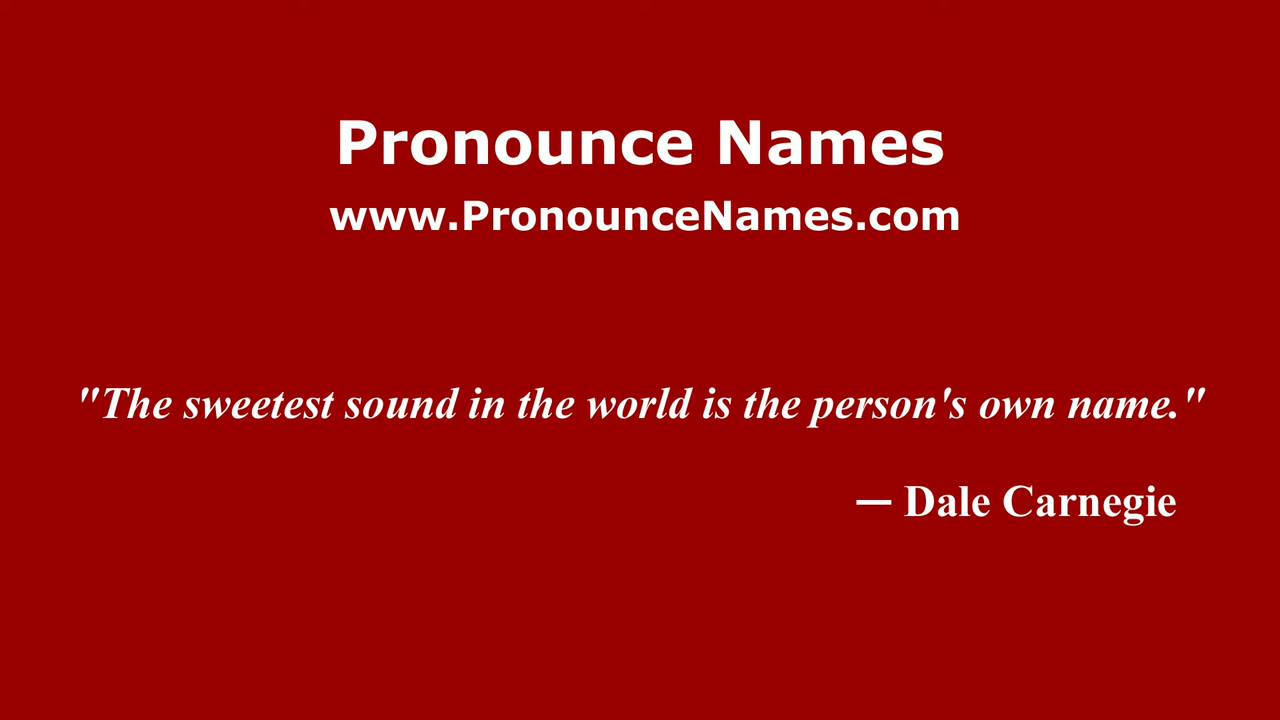 Pronounce Names
www.PronounceNames.com
"The sweetest sound in the world is the person's own name."
— Dale Carnegie